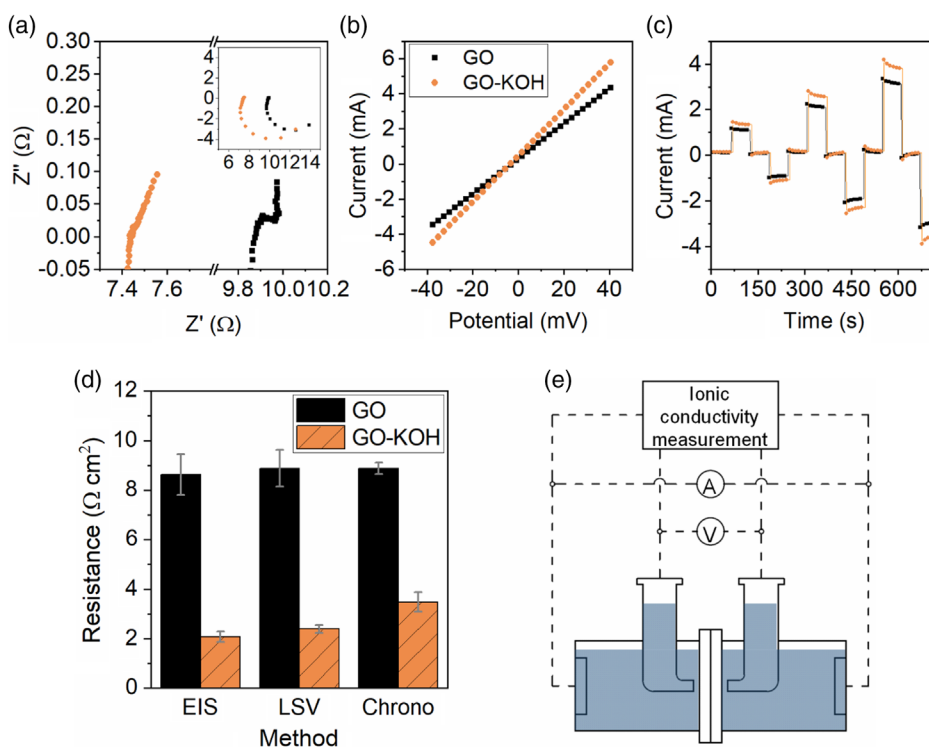 (a)
0.30
0.25
0.20
0.15
0.10
0.05
0.00
-0.05
Z'' (Ω)
7.4 7.6 9.8 10.0 10.2
Z' (Ω)
4
2
0
-2
-4
6 8 10 12 14
(b)
GO
GO-KOH
6
4
2
0
-2
-4
-6
Current (mA)
-40 -20 0 20 40
Potential (mV)
(c)
4
2
0
-2
-4
Current (mA)
0 150 300 450 600
Time (s)
(d)
GO
GO-KOH
12
10
8
6
4
2
0
Resistance (Ω cm²)
EIS LSV Chrono
Method
(e)
Ionic
conductivity
measurement
A
V